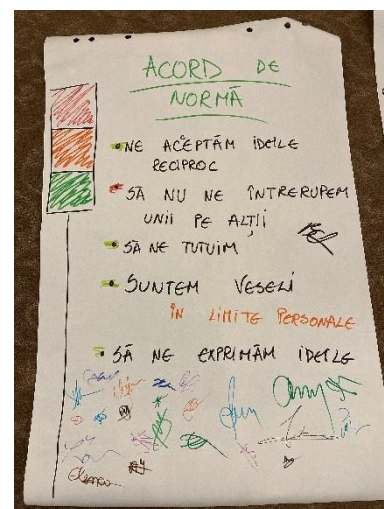 ACORD DE
NORMĂ
NE ACEPTĂM IDEILE
RECIPROC
SĂ NU NE ÎNTRERUPEM
UNII PE ALȚII
SĂ NE TUTUIM
SUNTEM VESELI
ÎN LIMITE PERSONALE
SĂ NE EXPRIMĂM IDEILE